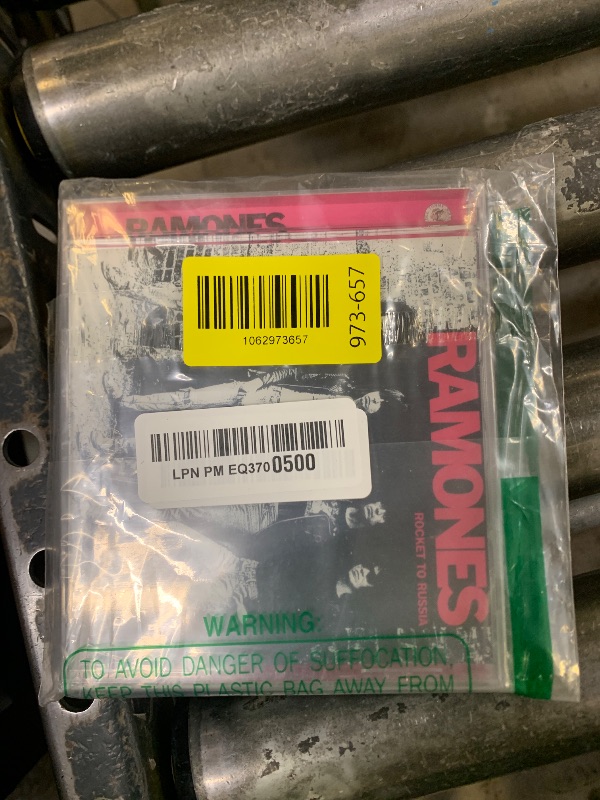 RAMONES
1062973657
973-657
RAMONES
ROCKET TO RUSSIA
LPN PM EQ3700500
WARNING:
TO AVOID DANGER OF SUFFOCATION,
KEEP THIS PLASTIC BAG AWAY FROM